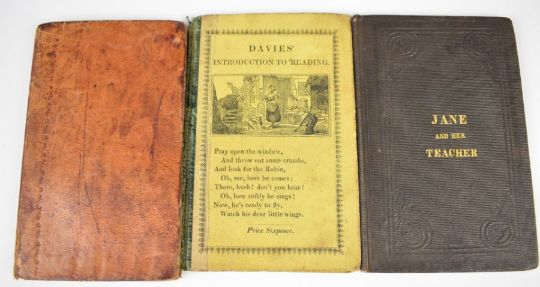 DAVIES'
INTRODUCTION TO READING.
Pray open the window,
And throw out some crumbs,
And look for the Robin,
Oh, see, here he comes:
There, hush! don't you hear!
Oh, how softly he sings!
Now, he's ready to fly,
Watch his dear little wings.
Price Sixpence.
JANE
AND HER
TEACHER